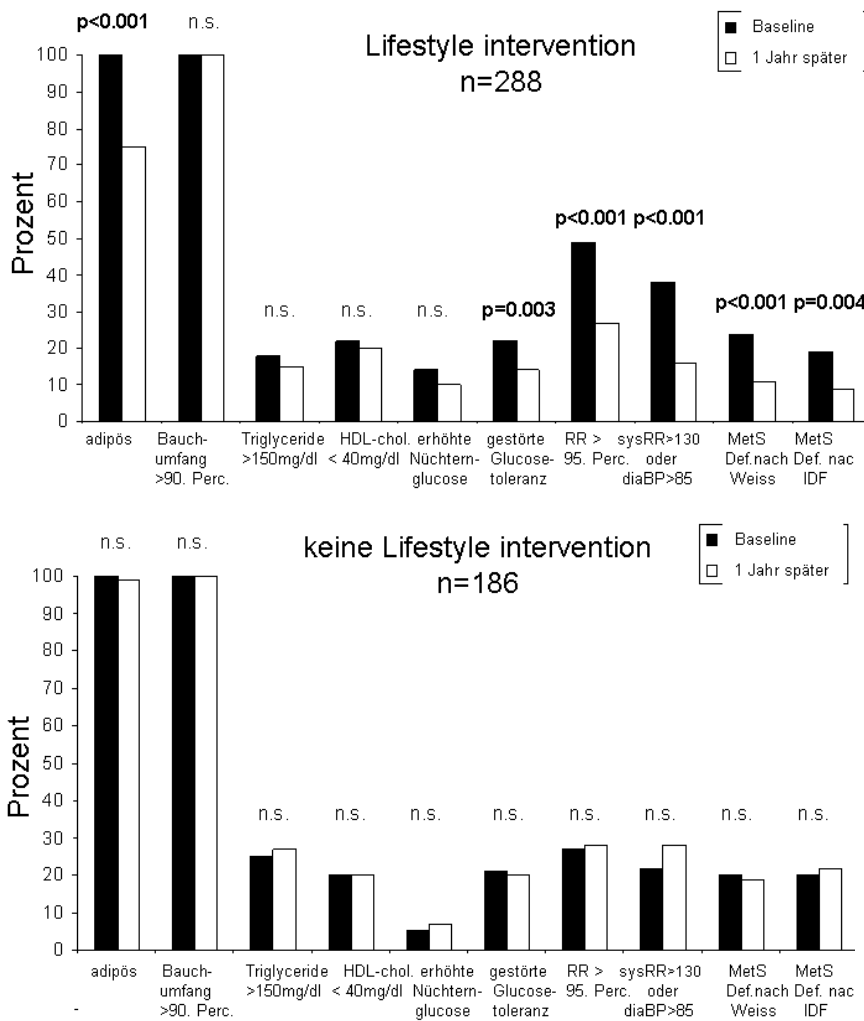 p<0.001 n.s.
Lifestyle intervention
n=288
Baseline
1 Jahr später
Prozent
100
90
80
70
60
50
40
30
20
10
0
n.s. n.s. n.s. p=0.003 p<0.001 p<0.001 p<0.001 p=0.004
adipös
Bauch-
umfang
>90. Perc.
Triglyceride
>150mg/dl
HDL-chol.
< 40mg/dl
erhöhte
Nüchtern-
glucose
gestörte
Glucose-
toleranz
RR >
95. Perc.
sysRR>130
oder
diaBP>85
MetS
Def.nach
Weiss
MetS
Def. nac
IDF
n.s. n.s.
keine Lifestyle intervention
n=186
Baseline
1 Jahr später
Prozent
100
90
80
70
60
50
40
30
20
10
0
n.s. n.s. n.s. n.s. n.s. n.s. n.s. n.s.
adipös
Bauch-
umfang
>90. Perc.
Triglyceride
>150mg/dl
HDL-chol.
< 40mg/dl
erhöhte
Nüchtern-
glucose
gestörte
Glucose-
toleranz
RR >
95. Perc.
sysRR>130
oder
diaBP>85
MetS
Def.nach
Weiss
MetS
Def. nac
IDF
-